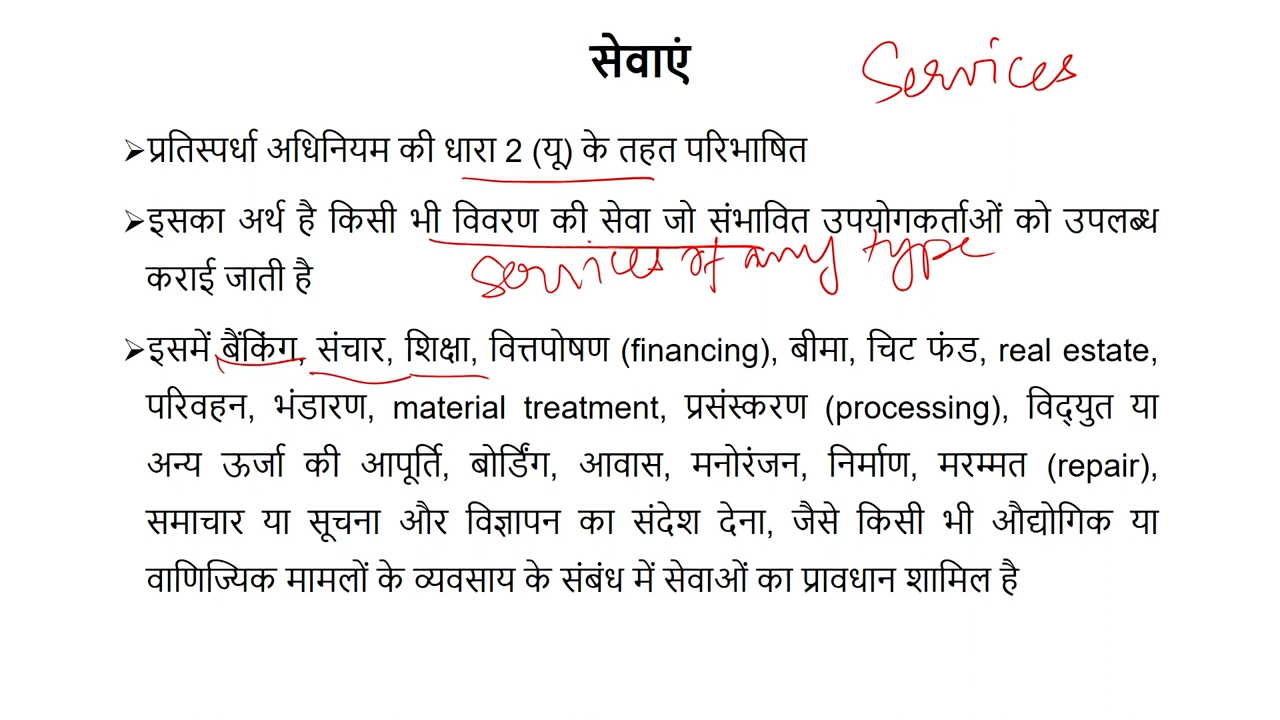 सेवाएं
Services
➢प्रतिस्पर्धा अधिनियम की धारा 2 (यू) के तहत परिभाषित
➢इसका अर्थ है किसी भी विवरण की सेवा जो संभावित उपयोगकर्ताओं को उपलब्ध
कराई जाती है
services of any type
➢इसमें बैंकिंग, संचार, शिक्षा, वित्तपोषण (financing), बीमा, चिट फंड, real estate,
परिवहन, भंडारण, material treatment, प्रसंस्करण (processing), विद्युत या
अन्य ऊर्जा की आपूर्ति, बोर्डिंग, आवास, मनोरंजन, निर्माण, मरम्मत (repair),
समाचार या सूचना और विज्ञापन का संदेश देना, जैसे किसी भी औद्योगिक या
वाणिज्यिक मामलों के व्यवसाय के संबंध में सेवाओं का प्रावधान शामिल है